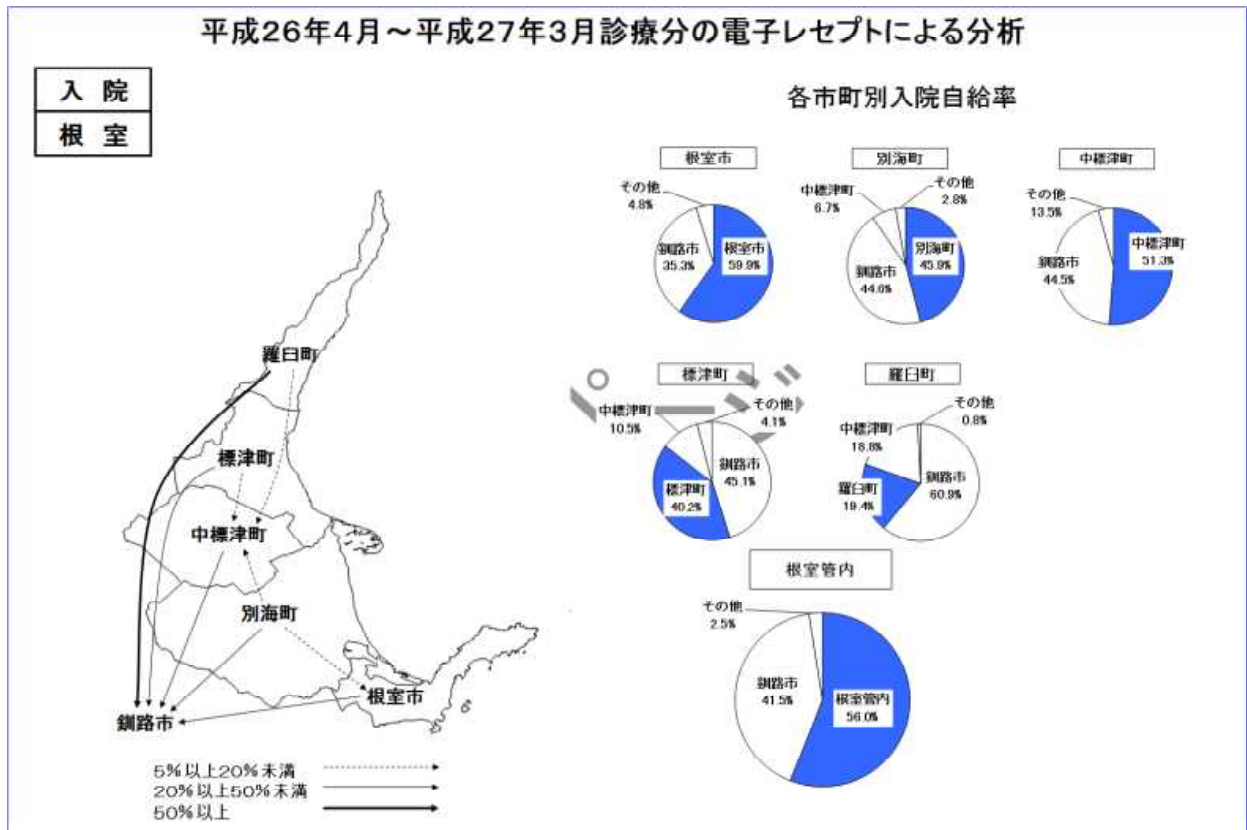 平成26年4月～平成27年3月診療分の電子レセプトによる分析
入 院
根 室
各市町別入院自給率
根室市
その他
4.8%
釧路市
35.3%
根室市
59.9%
別海町
中標津町
6.7%
その他
2.8%
釧路市
44.6%
別海町
45.9%
中標津町
その他
13.5%
釧路市
44.5%
中標津町
51.3%
標津町
中標津町
10.5%
その他
4.1%
釧路市
45.1%
標津町
40.2%
羅臼町
その他
0.8%
中標津町
18.8%
羅臼町
19.4%
釧路市
60.9%
根室管内
その他
2.5%
釧路市
41.5%
根室管内
56.0%
羅臼町
標津町
中標津町
別海町
根室市
釧路市
5%以上20%未満
20%以上50%未満
50%以上
ページ